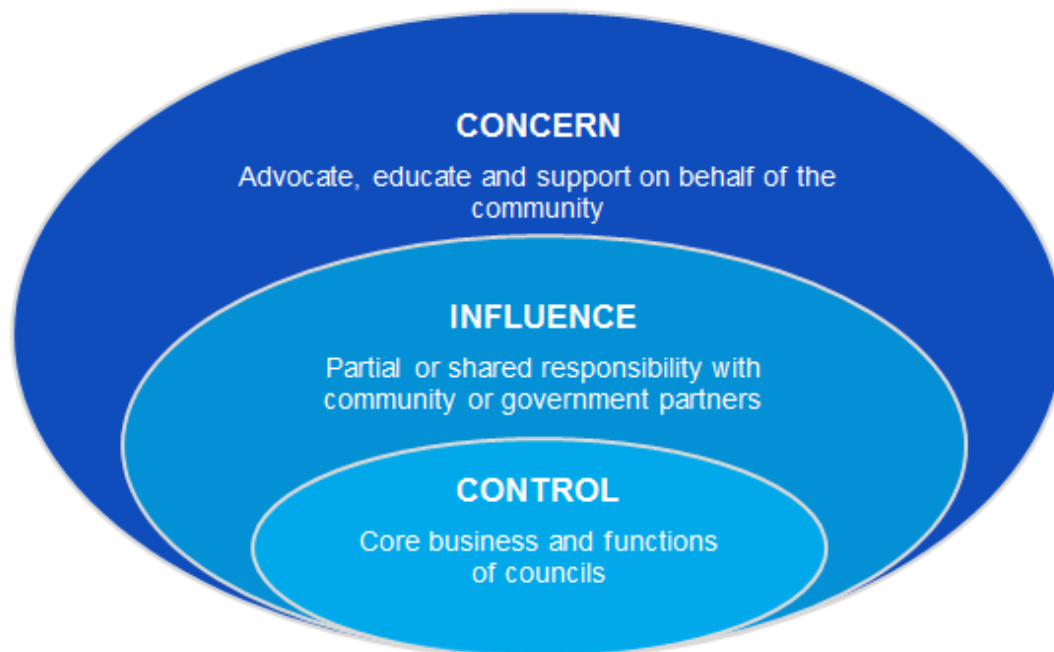 CONCERN
Advocate, educate and support on behalf of the
community
INFLUENCE
Partial or shared responsibility with
community or government partners
CONTROL
Core business and functions
of councils